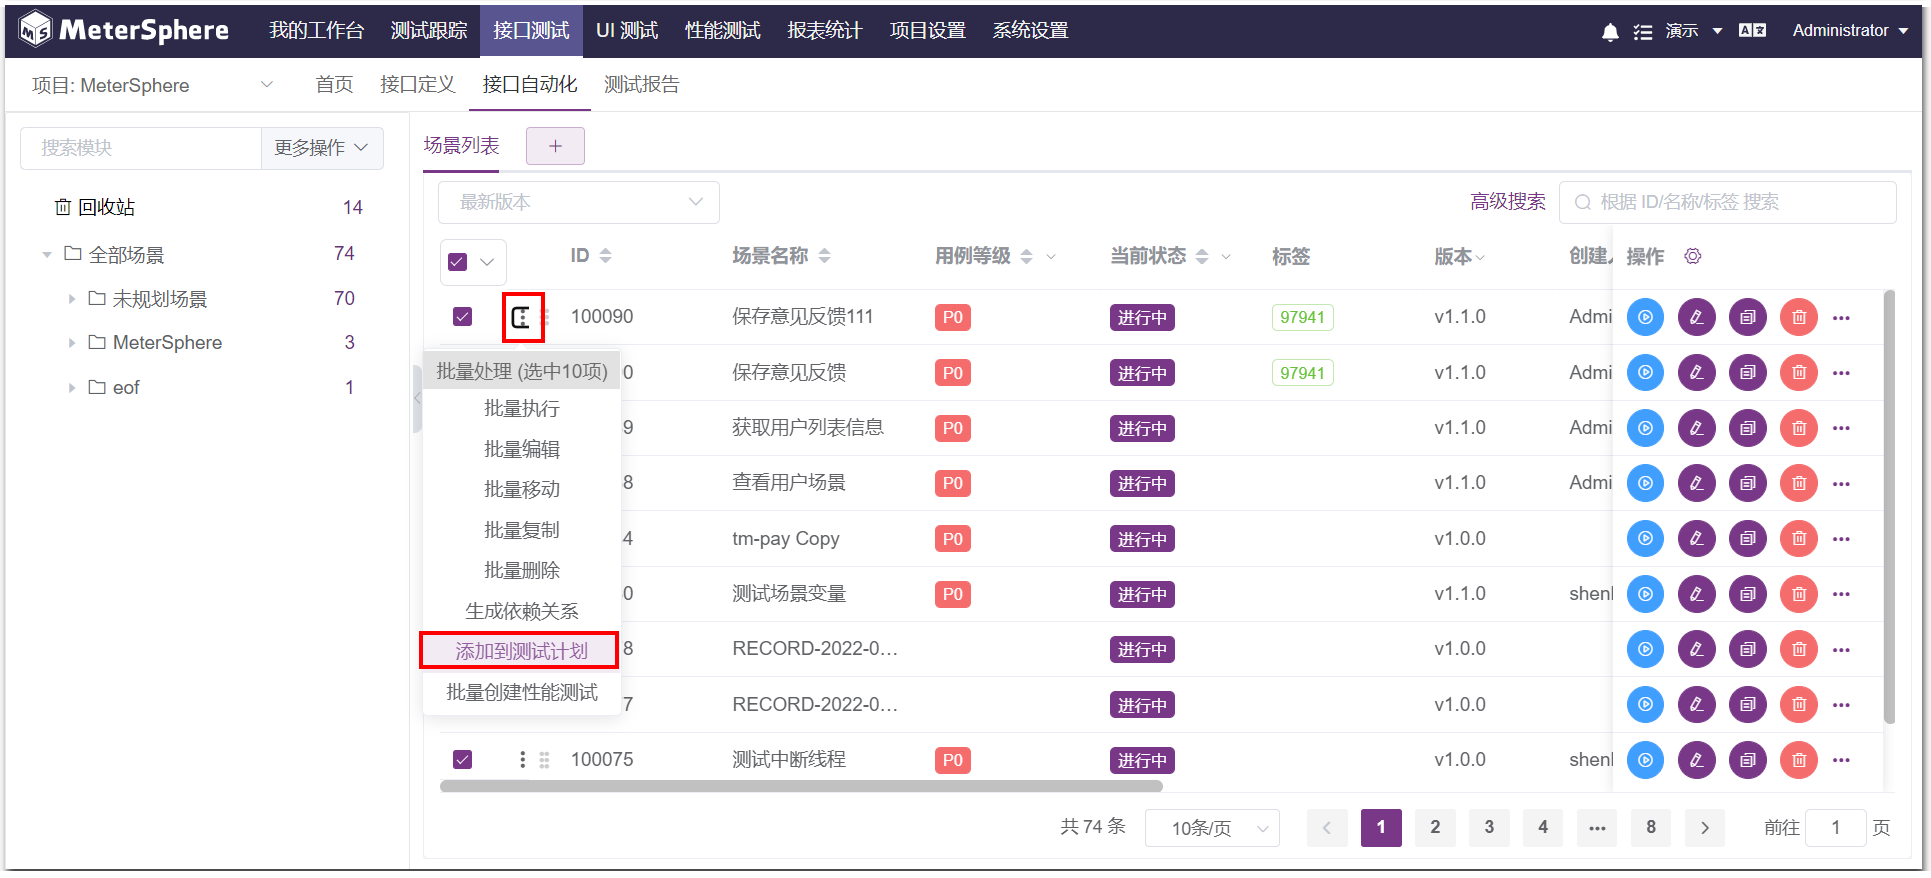 MeterSphere 我的工作台 测试跟踪 接口测试 UI 测试 性能测试 报表统计 项目设置 系统设置 演示 Administrator
项目: MeterSphere 首页 接口定义 接口自动化 测试报告
搜索模块 更多操作
回收站 14
全部场景 74
未规划场景 70
MeterSphere 3
eof 1
场景列表 +
最新版本 高级搜索 根据 ID/名称/标签 搜索
ID 场景名称 用例等级 当前状态 标签 版本 创建人 操作
100090 保存意见反馈111 P0 进行中 97941 v1.1.0 Admi
0 保存意见反馈 P0 进行中 97941 v1.1.0 Admi
9 获取用户列表信息 P0 进行中 v1.1.0 Admi
8 查看用户场景 P0 进行中 v1.1.0 Admi
4 tm-pay Copy P0 进行中 v1.0.0
0 测试场景变量 P0 进行中 v1.1.0 shenl
8 RECORD-2022-0... 进行中 v1.0.0
7 RECORD-2022-0... 进行中 v1.0.0
100075 测试中断线程 P0 进行中 v1.0.0 shenl
批量处理 (选中10项)
批量执行
批量编辑
批量移动
批量复制
批量删除
生成依赖关系
添加到测试计划
批量创建性能测试
共 74 条 10条/页 1 2 3 4 ... 8 前往 1 页